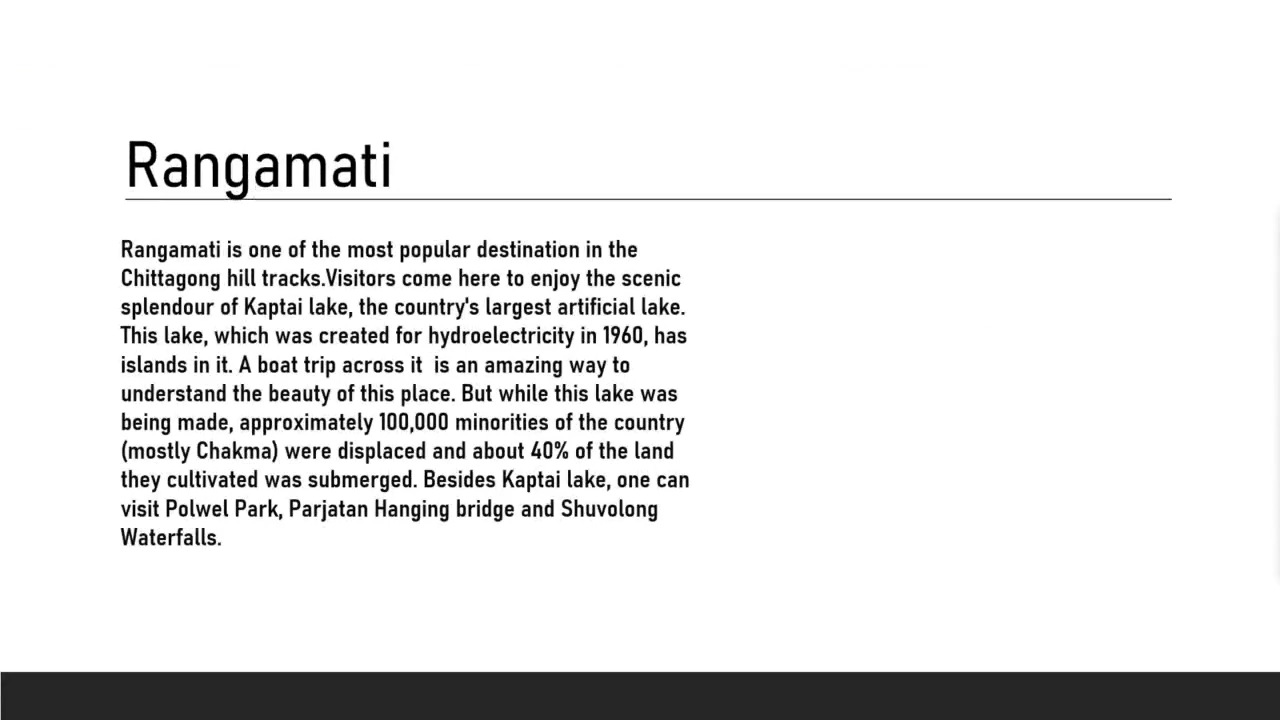 Rangamati
Rangamati is one of the most popular destination in the
Chittagong hill tracks.Visitors come here to enjoy the scenic
splendour of Kaptai lake, the country's largest artificial lake.
This lake, which was created for hydroelectricity in 1960, has
islands in it. A boat trip across it  is an amazing way to
understand the beauty of this place. But while this lake was
being made, approximately 100,000 minorities of the country
(mostly Chakma) were displaced and about 40% of the land
they cultivated was submerged. Besides Kaptai lake, one can
visit Polwel Park, Parjatan Hanging bridge and Shuvolong
Waterfalls.